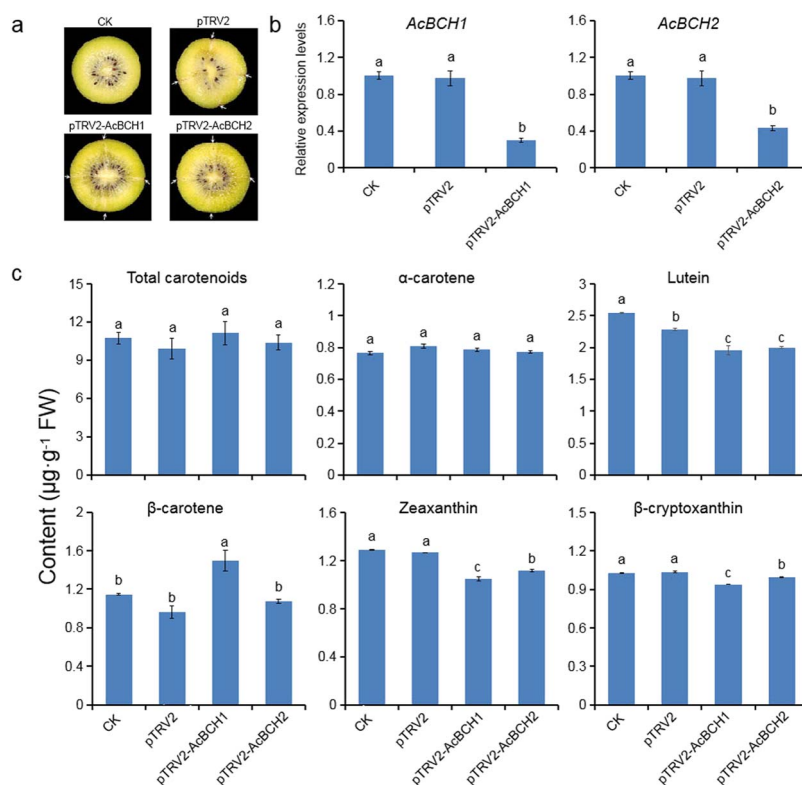 a
CK
pTRV2
pTRV2-AcBCH1
pTRV2-AcBCH2
b
AcBCH1
Relative expression levels
1.6
1.2
0.8
0.4
0
a
a
b
CK
pTRV2
pTRV2-AcBCH1
AcBCH2
1.6
1.2
0.8
0.4
0
a
a
b
CK
pTRV2
pTRV2-AcBCH2
c
Content (µg·g⁻¹ FW)
Total carotenoids
15
12
9
6
3
0
a
a
a
a
α-carotene
1.2
1
0.8
0.6
0.4
0.2
0
a
a
a
a
Lutein
3
2.5
2
1.5
1
0.5
0
a
b
c
c
β-carotene
2
1.6
1.2
0.8
0.4
0
b
b
a
b
CK
pTRV2
pTRV2-AcBCH1
pTRV2-AcBCH2
Zeaxanthin
1.6
1.2
0.8
0.4
0
a
a
c
b
CK
pTRV2
pTRV2-AcBCH1
pTRV2-AcBCH2
β-cryptoxanthin
1.5
1.2
0.9
0.6
0.3
0
a
a
c
b
CK
pTRV2
pTRV2-AcBCH1
pTRV2-AcBCH2